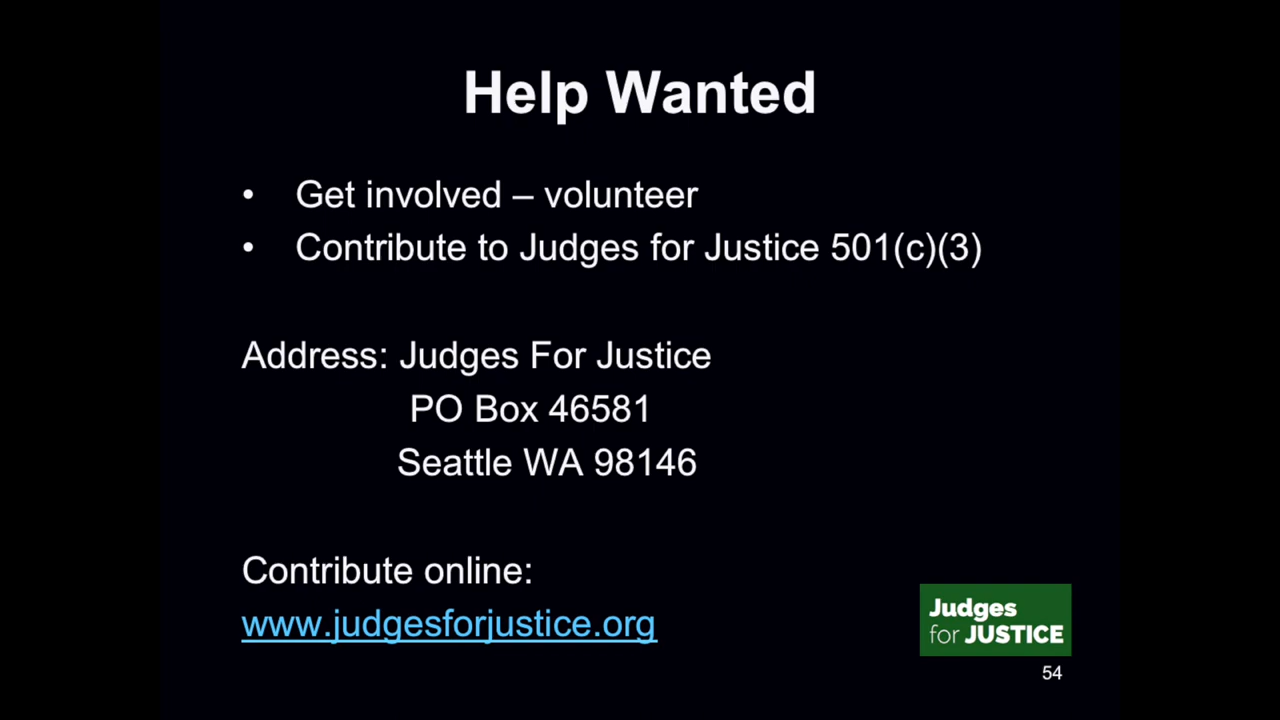 Help Wanted
• Get involved – volunteer
• Contribute to Judges for Justice 501(c)(3)
Address: Judges For Justice
PO Box 46581
Seattle WA 98146
Contribute online:
www.judgesforjustice.org
Judges
for JUSTICE
54